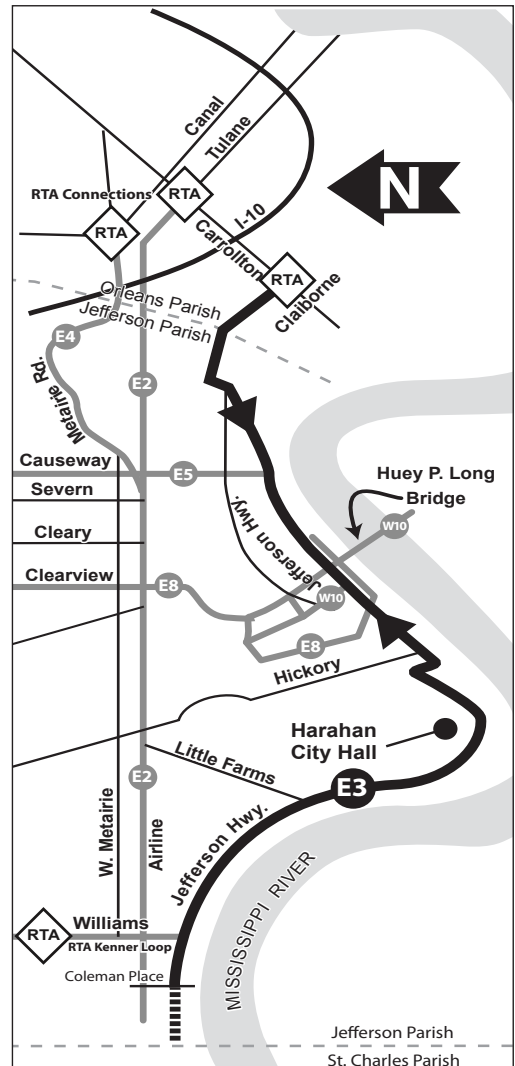 Canal
Tulane
RTA Connections
RTA
RTA
N
I-10
Carrollton
RTA
Claiborne
Orleans Parish
Jefferson Parish
E4
Metairie Rd.
E2
Causeway
E5
Severn
Huey P. Long
Bridge
W10
Cleary
Jefferson Hwy.
Clearview
E8
W10
E8
Hickory
Harahan
City Hall
Little Farms
E2
E3
W. Metairie
Airline
Jefferson Hwy.
MISSISSIPPI RIVER
RTA
Williams
RTA Kenner Loop
Coleman Place
Jefferson Parish
St. Charles Parish